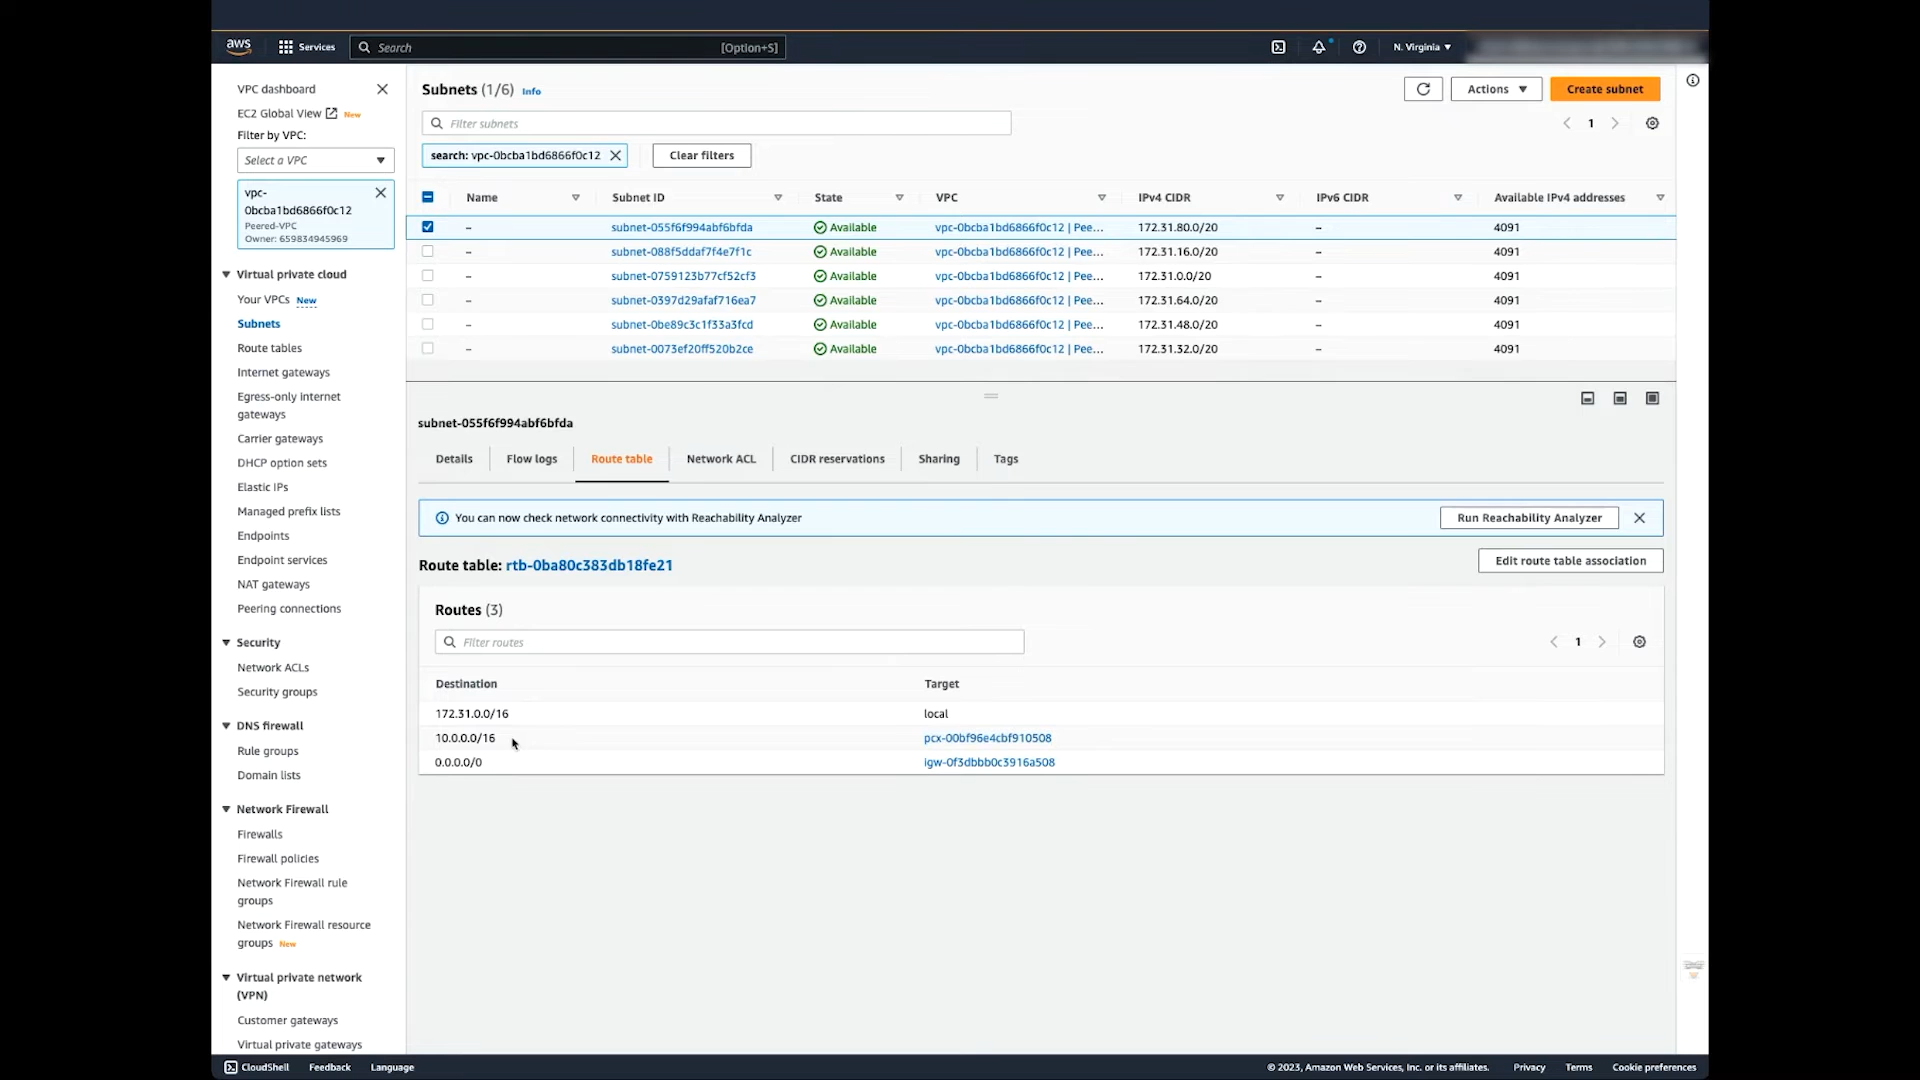 aws
Services
Search
[Option+S]
N. Virginia
VPC dashboard
EC2 Global View New
Filter by VPC:
Select a VPC
vpc-
0bcba1bd6866f0c12
Peered-VPC
Owner: 659834945969
Virtual private cloud
Your VPCs New
Subnets
Route tables
Internet gateways
Egress-only internet
gateways
Carrier gateways
DHCP option sets
Elastic IPs
Managed prefix lists
Endpoints
Endpoint services
NAT gateways
Peering connections
Security
Network ACLs
Security groups
DNS firewall
Rule groups
Domain lists
Network Firewall
Firewalls
Firewall policies
Network Firewall rule
groups
Network Firewall resource
groups New
Virtual private network
(VPN)
Customer gateways
Virtual private gateways
Subnets (1/6) Info
Actions
Create subnet
Filter subnets
1
search: vpc-0bcba1bd6866f0c12
Clear filters
Name Subnet ID State VPC IPv4 CIDR IPv6 CIDR Available IPv4 addresses
– subnet-055f6f994abf6bfda Available vpc-0bcba1bd6866f0c12 | Pee... 172.31.80.0/20 – 4091
– subnet-088f5ddaf7f4e7f1c Available vpc-0bcba1bd6866f0c12 | Pee... 172.31.16.0/20 – 4091
– subnet-0759123b77cf52cf3 Available vpc-0bcba1bd6866f0c12 | Pee... 172.31.0.0/20 – 4091
– subnet-0397d29afaf716ea7 Available vpc-0bcba1bd6866f0c12 | Pee... 172.31.64.0/20 – 4091
– subnet-0be89c3c1f33a3fcd Available vpc-0bcba1bd6866f0c12 | Pee... 172.31.48.0/20 – 4091
– subnet-0073ef20ff520b2ce Available vpc-0bcba1bd6866f0c12 | Pee... 172.31.32.0/20 – 4091
subnet-055f6f994abf6bfda
Details Flow logs Route table Network ACL CIDR reservations Sharing Tags
You can now check network connectivity with Reachability Analyzer
Run Reachability Analyzer
Route table: rtb-0ba80c383db18fe21
Edit route table association
Routes (3)
Filter routes
1
Destination Target
172.31.0.0/16 local
10.0.0.0/16 pcx-00bf96e4cbf910508
0.0.0.0/0 igw-0f3dbbb0c3916a508
CloudShell Feedback Language
© 2023, Amazon Web Services, Inc. or its affiliates. Privacy Terms Cookie preferences